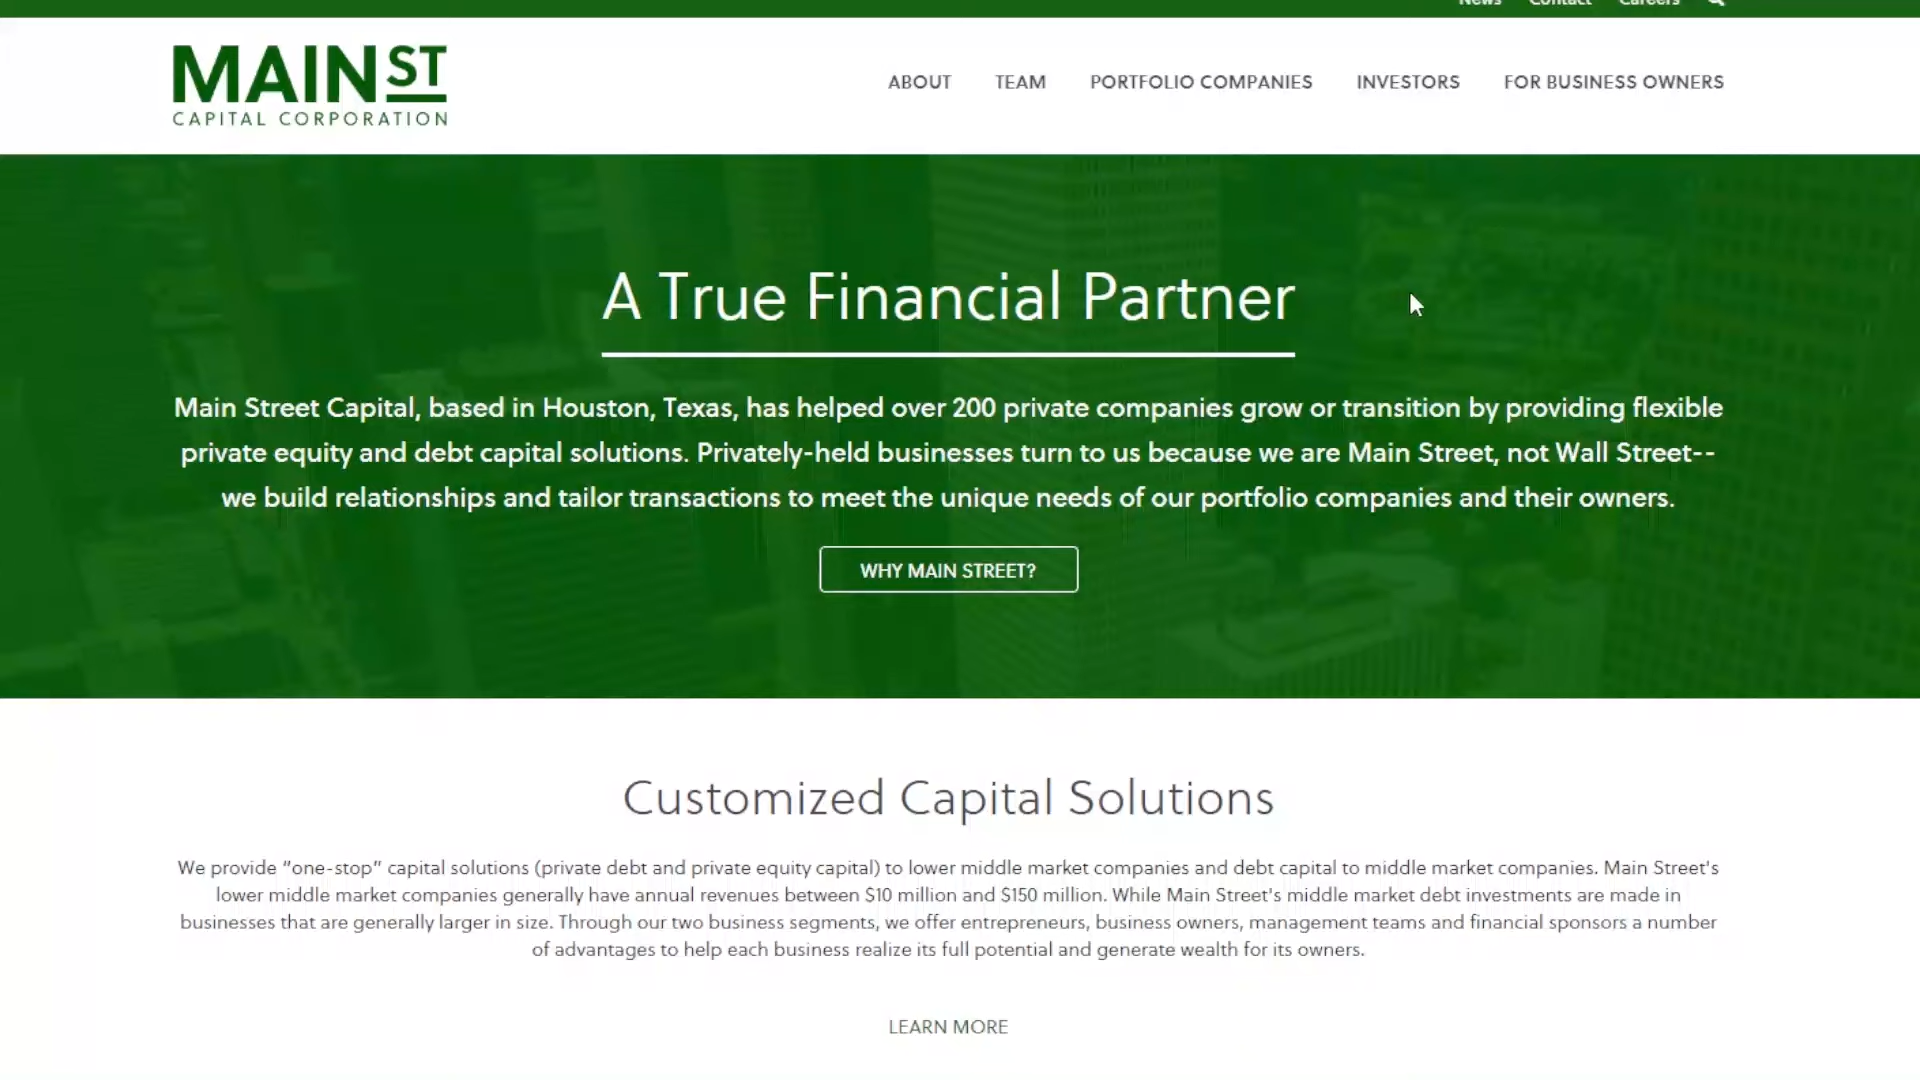 News Contact Careers
MAIN ST
CAPITAL CORPORATION
ABOUT TEAM PORTFOLIO COMPANIES INVESTORS FOR BUSINESS OWNERS
A True Financial Partner
Main Street Capital, based in Houston, Texas, has helped over 200 private companies grow or transition by providing flexible
private equity and debt capital solutions. Privately-held businesses turn to us because we are Main Street, not Wall Street--
we build relationships and tailor transactions to meet the unique needs of our portfolio companies and their owners.
WHY MAIN STREET?
Customized Capital Solutions
We provide “one-stop” capital solutions (private debt and private equity capital) to lower middle market companies and debt capital to middle market companies. Main Street's
lower middle market companies generally have annual revenues between $10 million and $150 million. While Main Street's middle market debt investments are made in
businesses that are generally larger in size. Through our two business segments, we offer entrepreneurs, business owners, management teams and financial sponsors a number
of advantages to help each business realize its full potential and generate wealth for its owners.
LEARN MORE